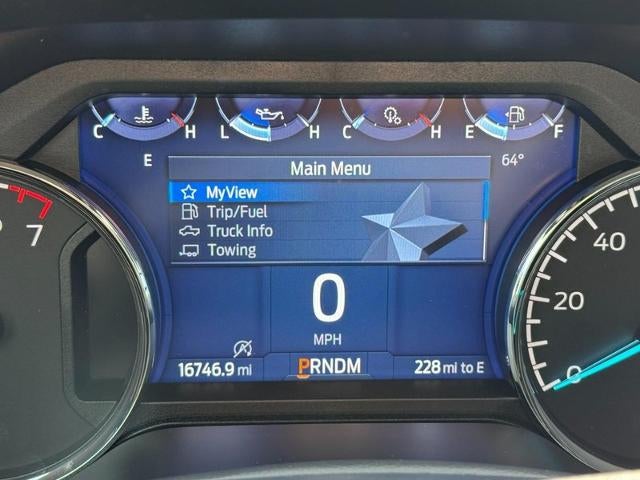 C H L H C H E F
E 64°
Main Menu
MyView
Trip/Fuel
Truck Info
Towing
7
40
20
0
0
MPH
16746.9 mi PRNDM 228 mi to E